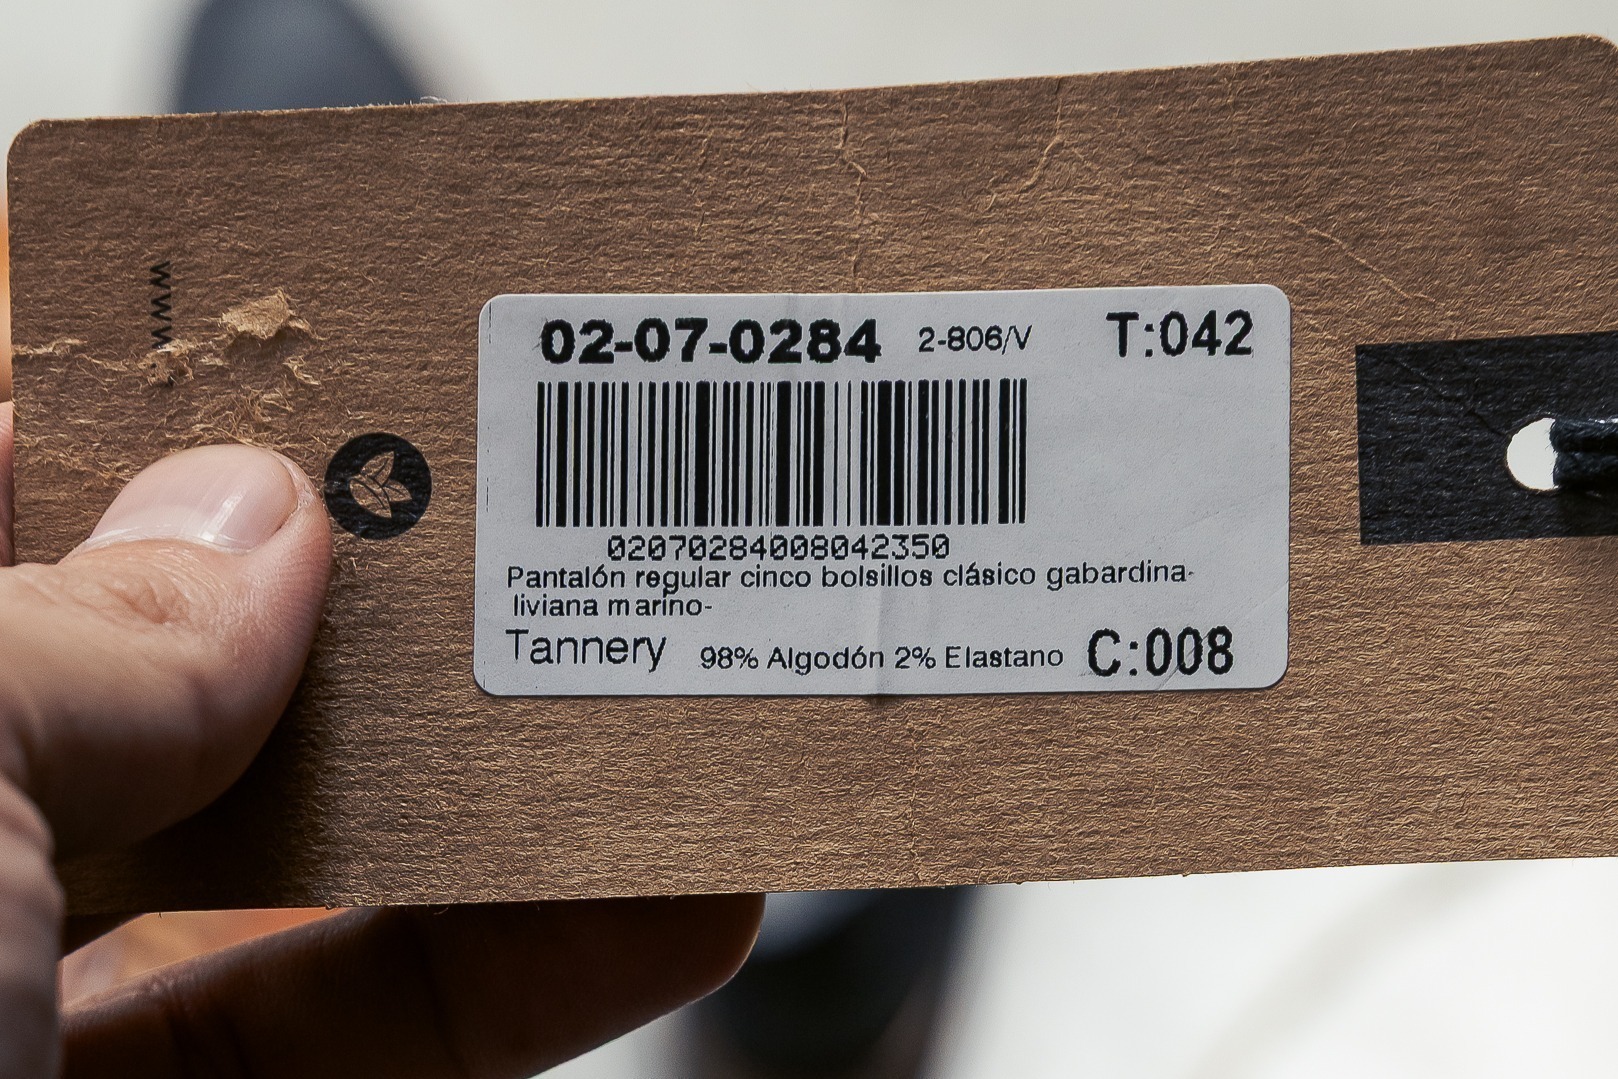 www
02-07-0284 2-806/V T:042
02070284008042350
Pantalón regular cinco bolsillos clásico gabardina-
liviana marino-
Tannery 98% Algodón 2% Elastano C:008